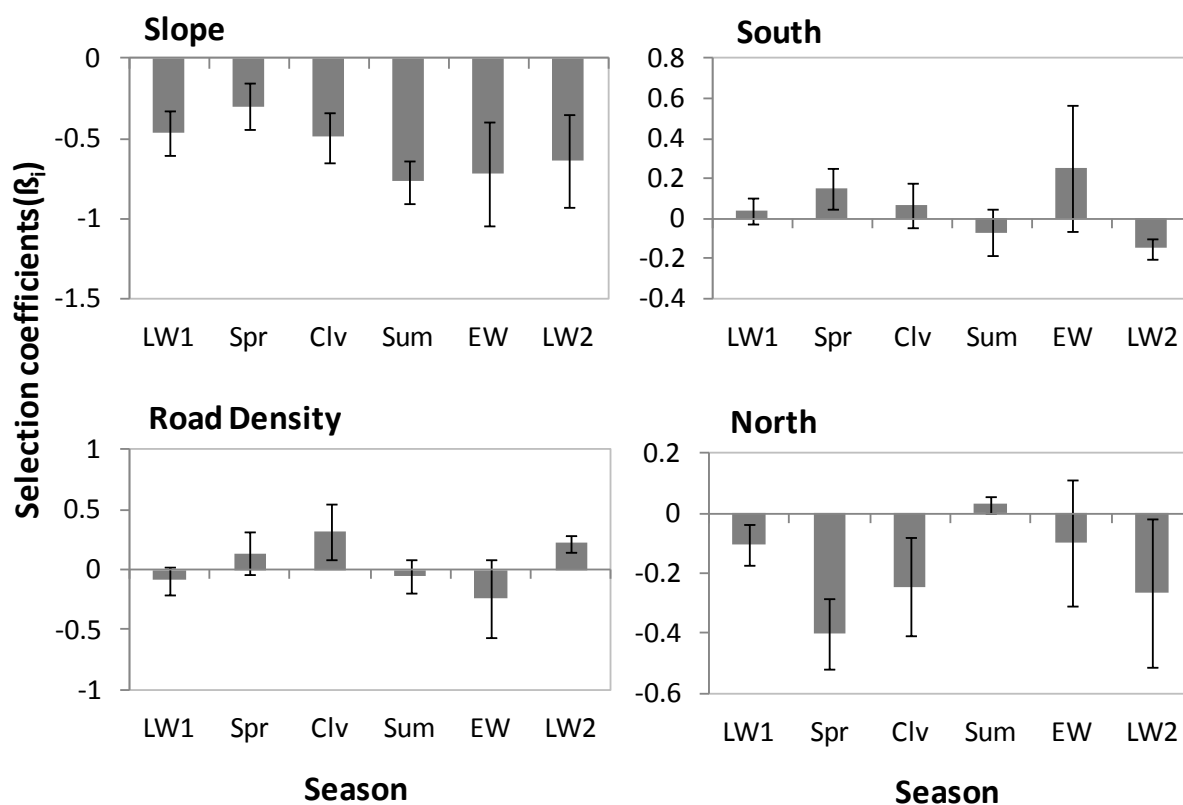 Slope
0
-0.5
-1
-1.5
LW1 Spr Clv Sum EW LW2
South
0.8
0.6
0.4
0.2
0
-0.2
-0.4
LW1 Spr Clv Sum EW LW2
Selection coefficients(ßi)
Road Density
1
0.5
0
-0.5
-1
LW1 Spr Clv Sum EW LW2
Season
North
0.2
0
-0.2
-0.4
-0.6
LW1 Spr Clv Sum EW LW2
Season